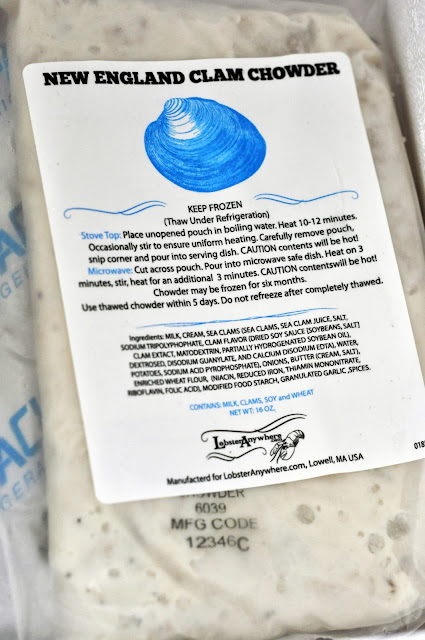 NEW ENGLAND CLAM CHOWDER
KEEP FROZEN
(Thaw Under Refrigeration)
Stove Top: Place unopened pouch in boiling water. Heat 10-12 minutes.
Occasionally stir to ensure uniform heating. Carefully remove pouch,
snip corner and pour into serving dish. CAUTION contents will be hot!
Microwave: Cut across pouch. Pour into microwave safe dish. Heat on 3
minutes, stir, heat for an additional 3 minutes. CAUTION contentswill be hot!
Chowder may be frozen for six months.
Use thawed chowder within 5 days. Do not refreeze after completely thawed.
Ingredients: MILK, CREAM, SEA CLAMS (SEA CLAMS, SEA CLAM JUICE, SALT,
SODIUM TRIPOLYPHOPHATE, CLAM FLAVOR (DRIED SOY SAUCE (SOYBEANS, SALT)
CLAM EXTRACT, MATODEXTRIN, PARTIALLY HYDROGENATED SOYBEAN OIL),
DEXTROSED, DISODIUM GUANYLATE, AND CALCIUM DISODIUM EDTA), WATER,
POTATOES, SODIUM ACID PYROPHOSPHATE), ONIONS, BUTTER (CREAM, SALT),
ENRICHED WHEAT FLOUR, (NIACIN, REDUCED IRON, THIAMIN MONONITRATE,
RIBOFLAVIN, FOLIC ACID), MODIFIED FOOD STARCH, GRANULATED GARLIC ,SPICES.
CONTAINS: MILK, CLAMS, SOY and WHEAT
NET WT: 16 OZ.
LobsterAnywhere
Manufacterd for LobsterAnywhere.com, Lowell, MA USA
CHOWDER
6039
MFG CODE
12346C